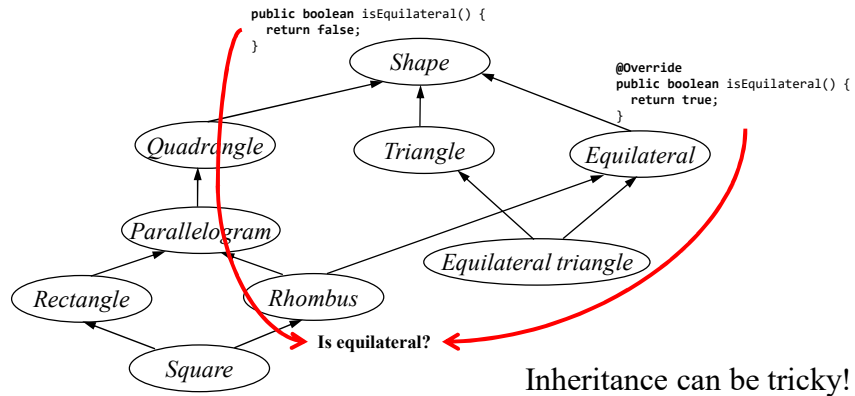 public boolean isEquilateral() {
return false;
}
Shape
@Override
public boolean isEquilateral() {
return true;
}
Quadrangle
Triangle
Equilateral
Parallelogram
Equilateral triangle
Rectangle
Rhombus
Is equilateral?
Square
Inheritance can be tricky!